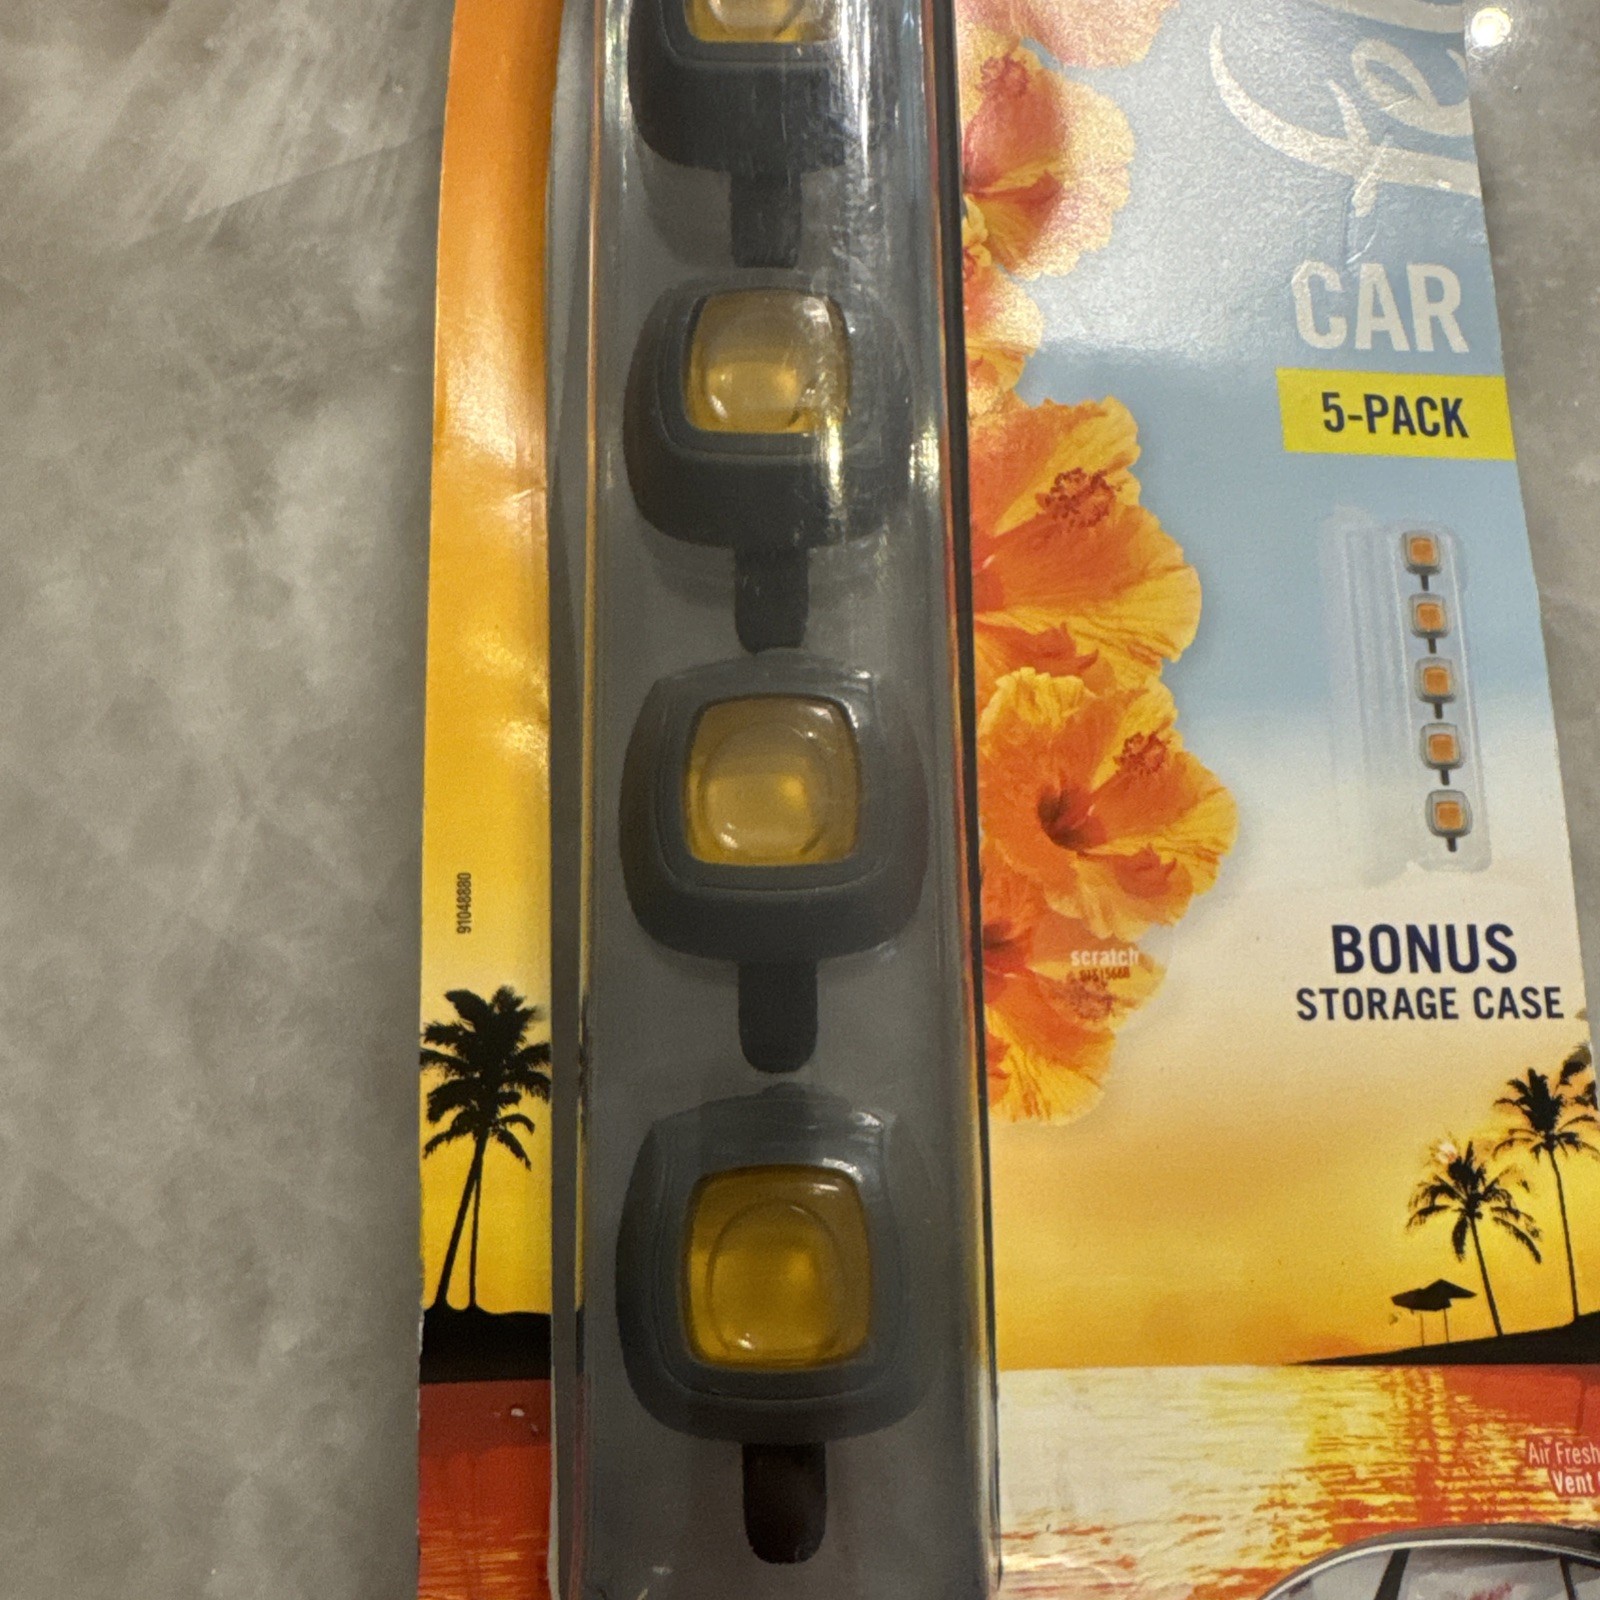 CAR
5-PACK
BONUS
STORAGE CASE
91048880
scratch
Air Fresh
Vent